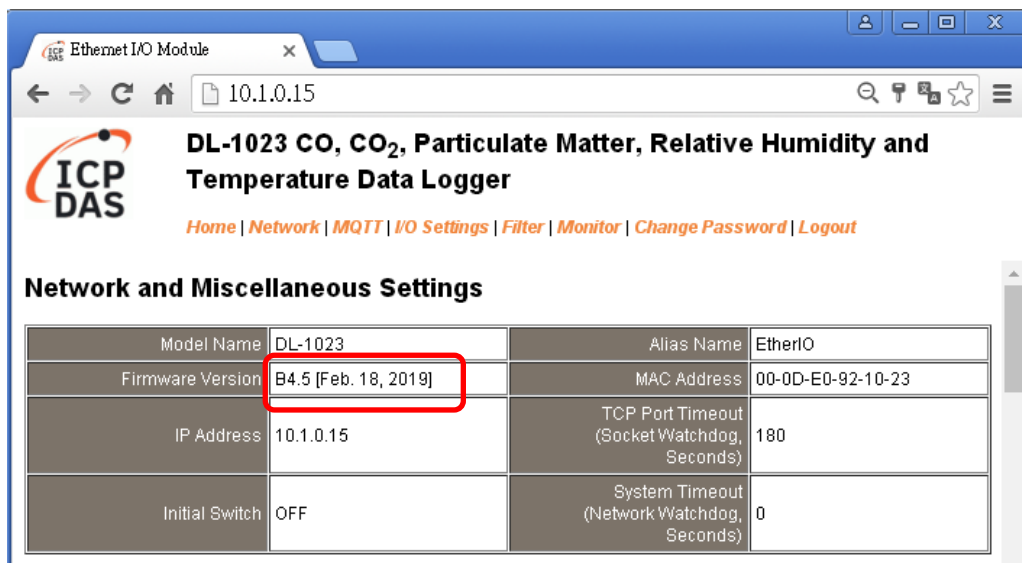 Ethernet I/O Module
10.1.0.15
ICP
DAS
DL-1023 CO, CO₂, Particulate Matter, Relative Humidity and
Temperature Data Logger
Home | Network | MQTT | I/O Settings | Filter | Monitor | Change Password | Logout
Network and Miscellaneous Settings
Model Name DL-1023 Alias Name EtherIO
Firmware Version B4.5 [Feb. 18, 2019] MAC Address 00-0D-E0-92-10-23
IP Address 10.1.0.15 TCP Port Timeout
(Socket Watchdog,
Seconds) 180
Initial Switch OFF System Timeout
(Network Watchdog,
Seconds) 0